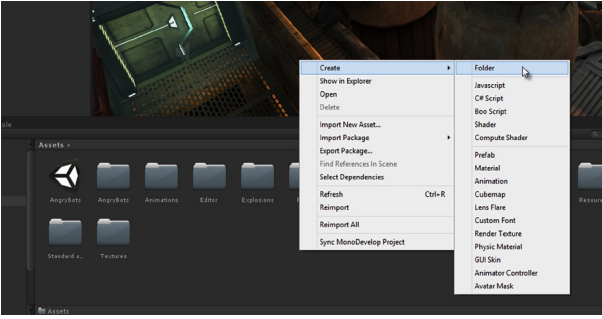 Create
Show in Explorer
Open
Delete
Import New Asset...
Import Package
Export Package...
Find References In Scene
Select Dependencies
Refresh Ctrl+R
Reimport
Reimport All
Sync MonoDevelop Project
Folder
Javascript
C# Script
Boo Script
Shader
Compute Shader
Prefab
Material
Animation
Cubemap
Lens Flare
Custom Font
Render Texture
Physic Material
GUI Skin
Animator Controller
Avatar Mask
ole
Assets
AngryBots AngryBots Animations Editor Explosions
Resour
Standard a... Textures
Assets